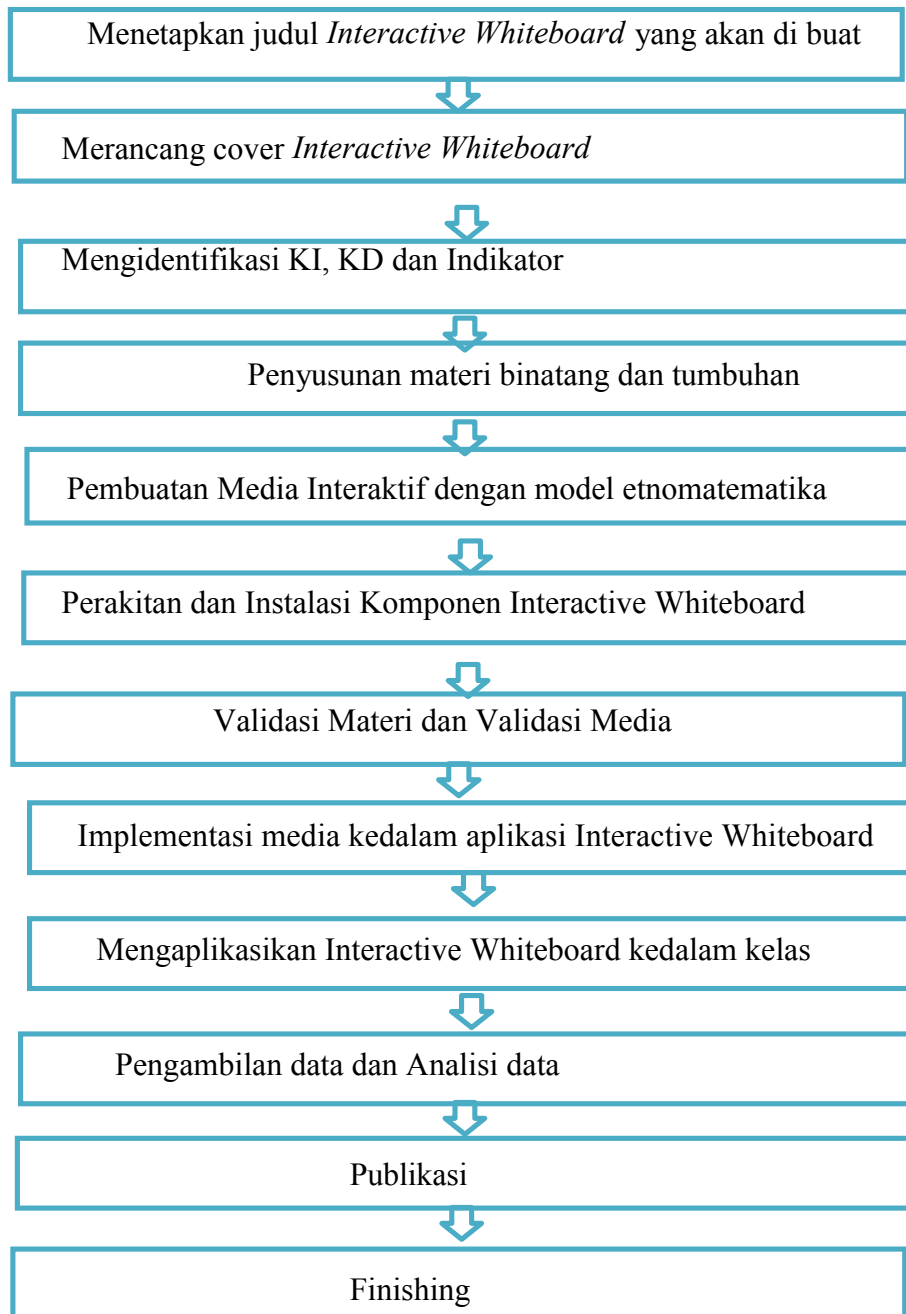 Menetapkan judul Interactive Whiteboard yang akan di buat
Merancang cover Interactive Whiteboard
Mengidentifikasi KI, KD dan Indikator
Penyusunan materi binatang dan tumbuhan
Pembuatan Media Interaktif dengan model etnomatematika
Perakitan dan Instalasi Komponen Interactive Whiteboard
Validasi Materi dan Validasi Media
Implementasi media kedalam aplikasi Interactive Whiteboard
Mengaplikasikan Interactive Whiteboard kedalam kelas
Pengambilan data dan Analisi data
Publikasi
Finishing